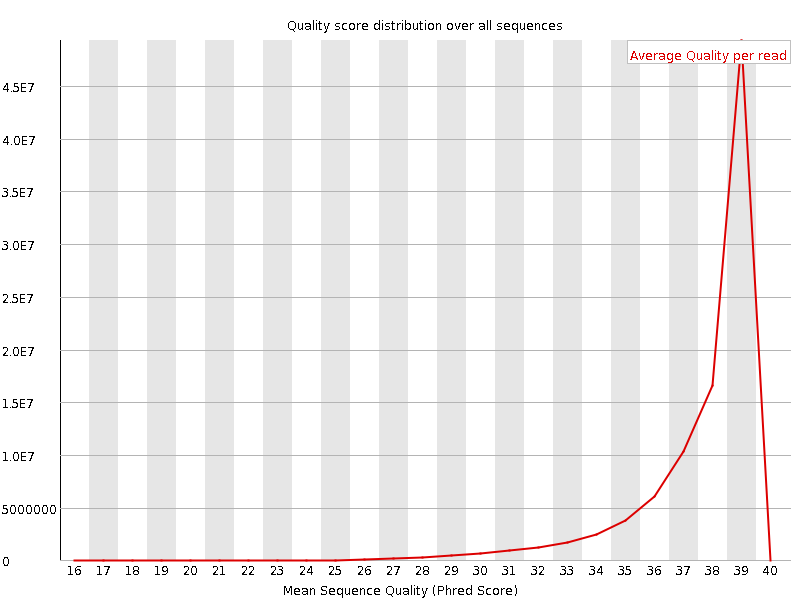 Quality score distribution over all sequences
Average Quality per read
4.5E7
4.0E7
3.5E7
3.0E7
2.5E7
2.0E7
1.5E7
1.0E7
5000000
0
16 17 18 19 20 21 22 23 24 25 26 27 28 29 30 31 32 33 34 35 36 37 38 39 40
Mean Sequence Quality (Phred Score)